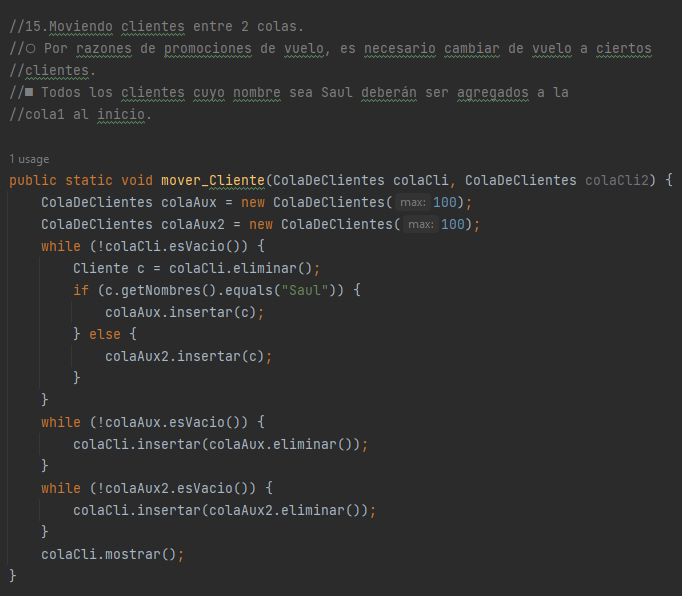 //15.Moviendo clientes entre 2 colas.
//○ Por razones de promociones de vuelo, es necesario cambiar de vuelo a ciertos
//clientes.
//■ Todos los clientes cuyo nombre sea Saul deberán ser agregados a la
//cola1 al inicio.
1 usage
public static void mover_Cliente(ColaDeClientes colaCli, ColaDeClientes colaCli2) {
    ColaDeClientes colaAux = new ColaDeClientes( max: 100);
    ColaDeClientes colaAux2 = new ColaDeClientes( max: 100);
    while (!colaCli.esVacio()) {
        Cliente c = colaCli.eliminar();
        if (c.getNombres().equals("Saul")) {
            colaAux.insertar(c);
        } else {
            colaAux2.insertar(c);
        }
    }
    while (!colaAux.esVacio()) {
        colaCli.insertar(colaAux.eliminar());
    }
    while (!colaAux2.esVacio()) {
        colaCli.insertar(colaAux2.eliminar());
    }
    colaCli.mostrar();
}